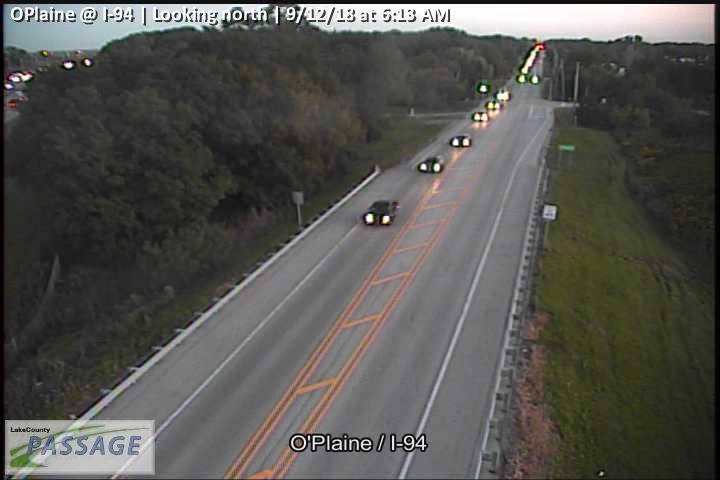 OPlaine @ I-94 | Looking north | 9/12/18 at 6:13 AM
LakeCounty
PASSAGE
O'Plaine / I-94